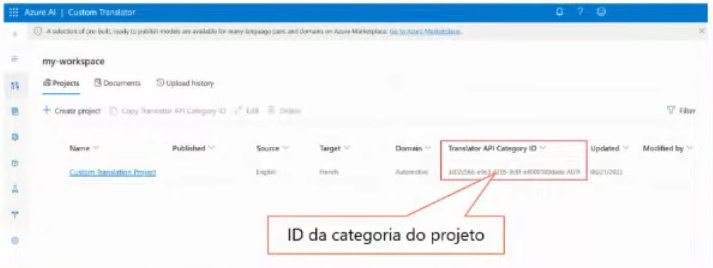 Azure AI | Custom Translator
A selection of pre-built, ready to publish models are available for many language pairs and domains on Azure Marketplace. Go to Azure Marketplace.
my-workspace
Projects Documents Upload history
Create project Copy Translator API Category ID Edit Delete Filter
Name Published Source Target Domain Translator API Category ID Updated Modified by
Custom Translation Project English French Automotive
ID da categoria do projeto